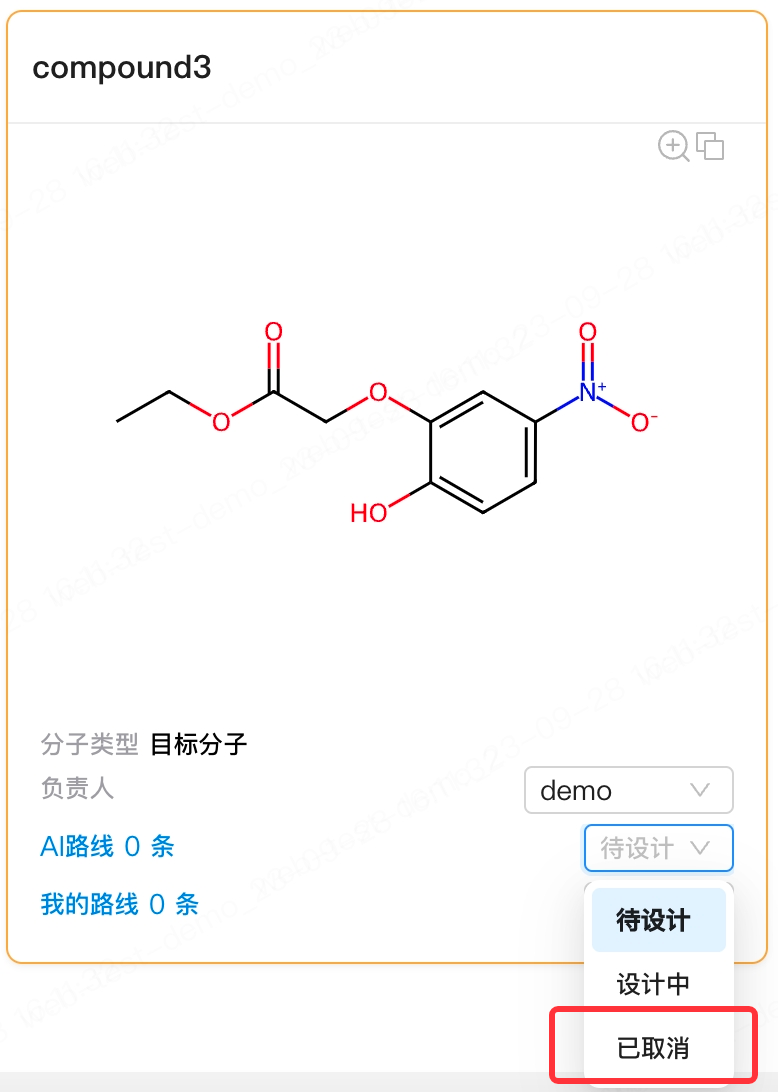 compound3
O
O
O
O
N+
O-
HO
分子类型 目标分子
负责人
demo
AI路线 0 条
待设计
我的路线 0 条
待设计
设计中
已取消